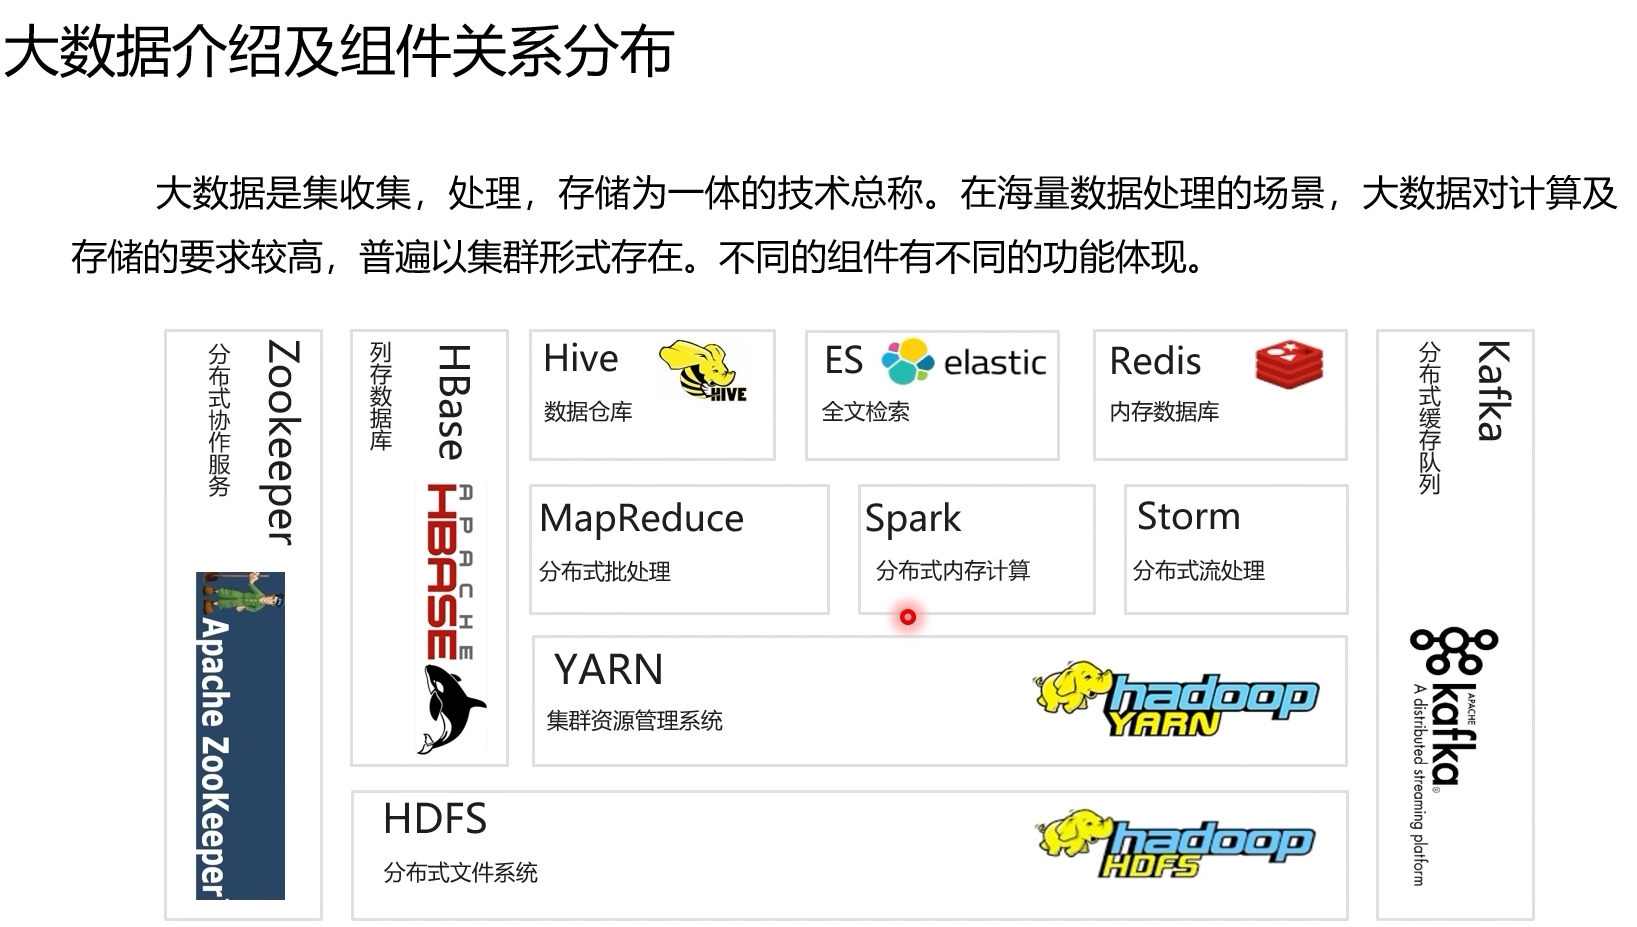 大数据介绍及组件关系分布
大数据是集收集，处理，存储为一体的技术总称。在海量数据处理的场景，大数据对计算及
存储的要求较高，普遍以集群形式存在。不同的组件有不同的功能体现。
Zookeeper
分布式协作服务
Apache ZooKeeper
HBase
列存数据库
APACHE
HBASE
Hive
HIVE
数据仓库
ES
elastic
全文检索
Redis
内存数据库
MapReduce
分布式批处理
Spark
分布式内存计算
Storm
分布式流处理
YARN
集群资源管理系统
hadoop
YARN
HDFS
分布式文件系统
hadoop
HDFS
Kafka
分布式缓存队列
APACHE
kafka®
A distributed streaming platform